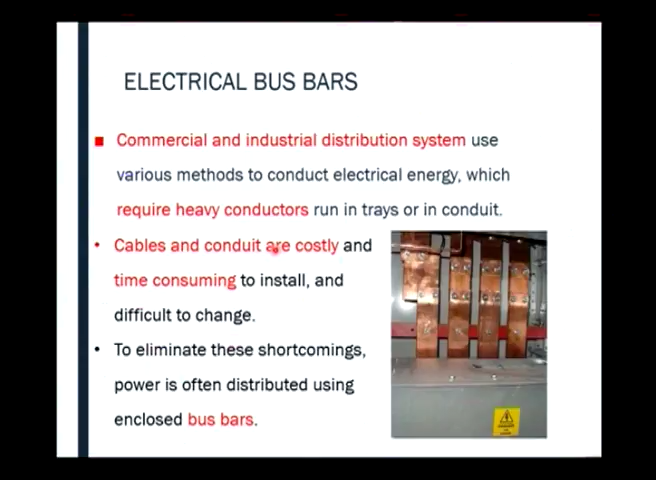 ELECTRICAL BUS BARS
Commercial and industrial distribution system use
various methods to conduct electrical energy, which
require heavy conductors run in trays or in conduit.
Cables and conduit are costly and
time consuming to install, and
difficult to change.
To eliminate these shortcomings,
power is often distributed using
enclosed bus bars.